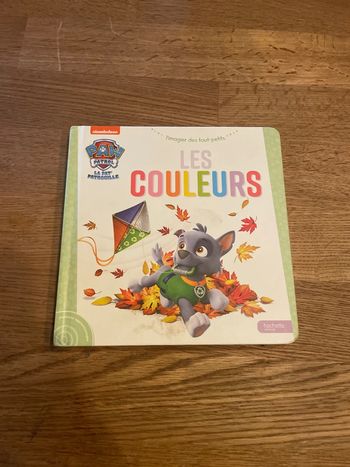 nickelodeon
PAW
PATROL
LA PAT'
PATROUILLE
l'imagier des tout-petits
LES
COULEURS
hachette